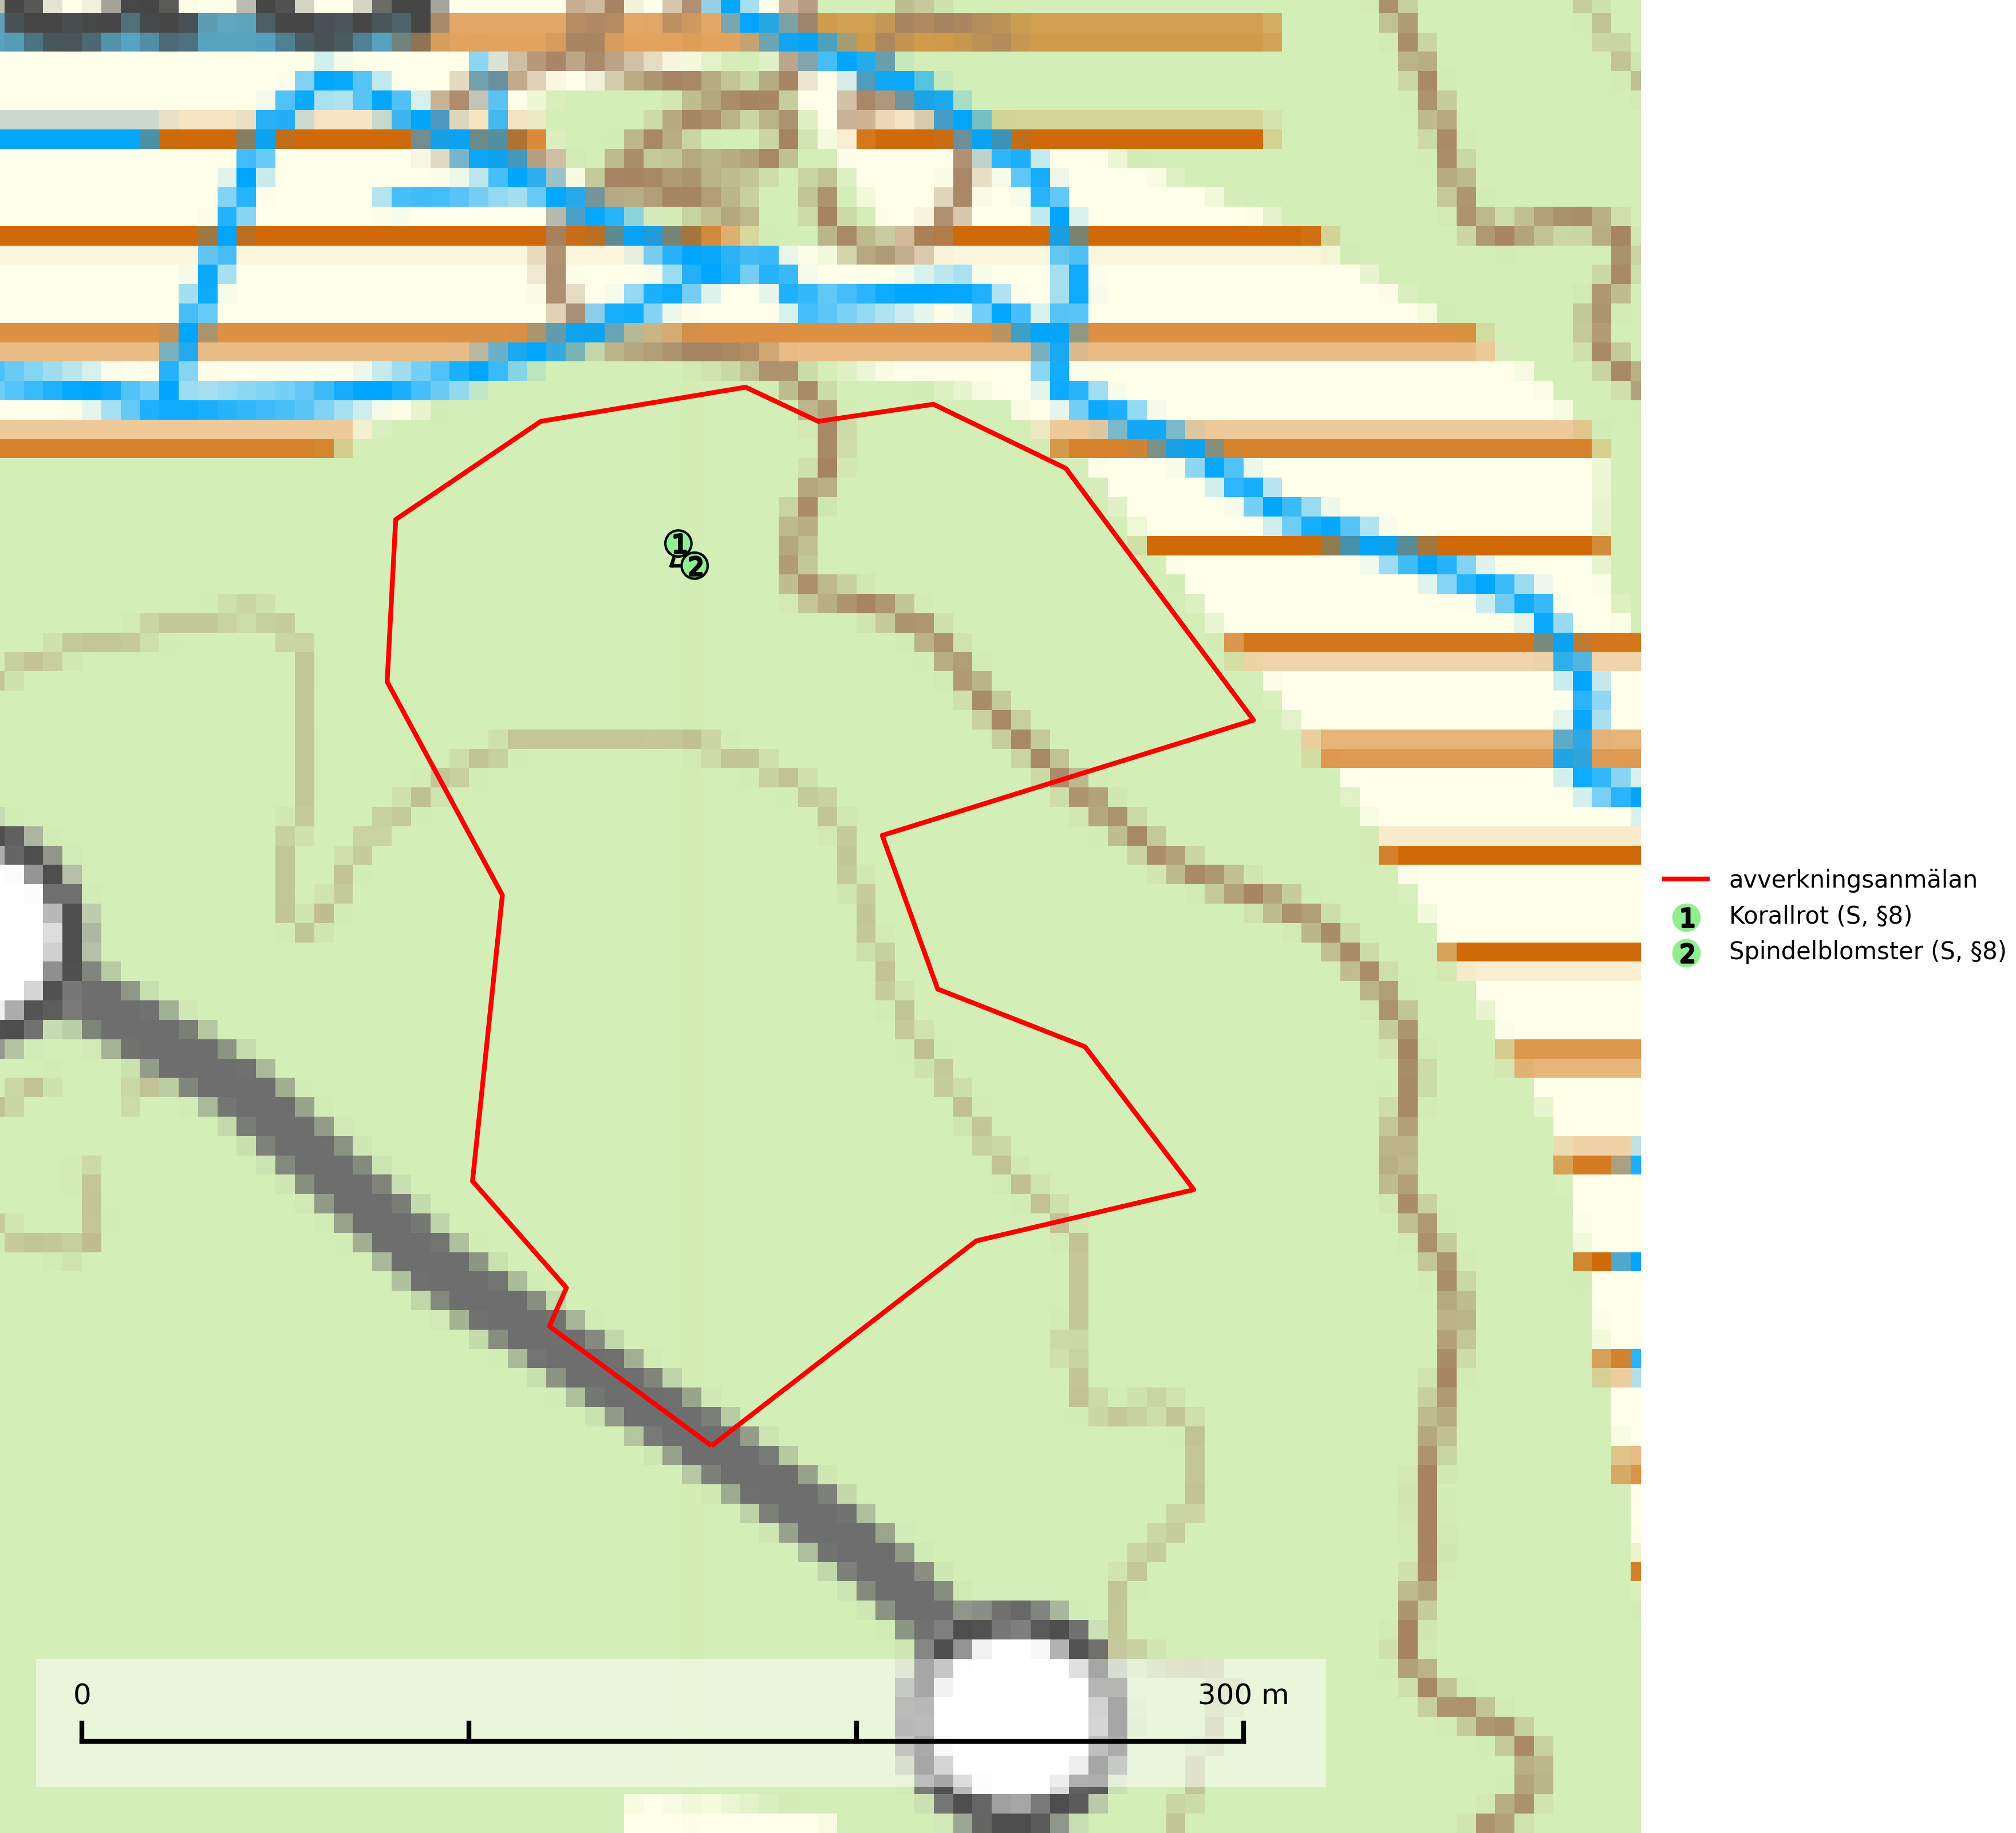 1
2
avverkningsanmälan
1 Korallrot (S, §8)
2 Spindelblomster (S, §8)
0 300 m